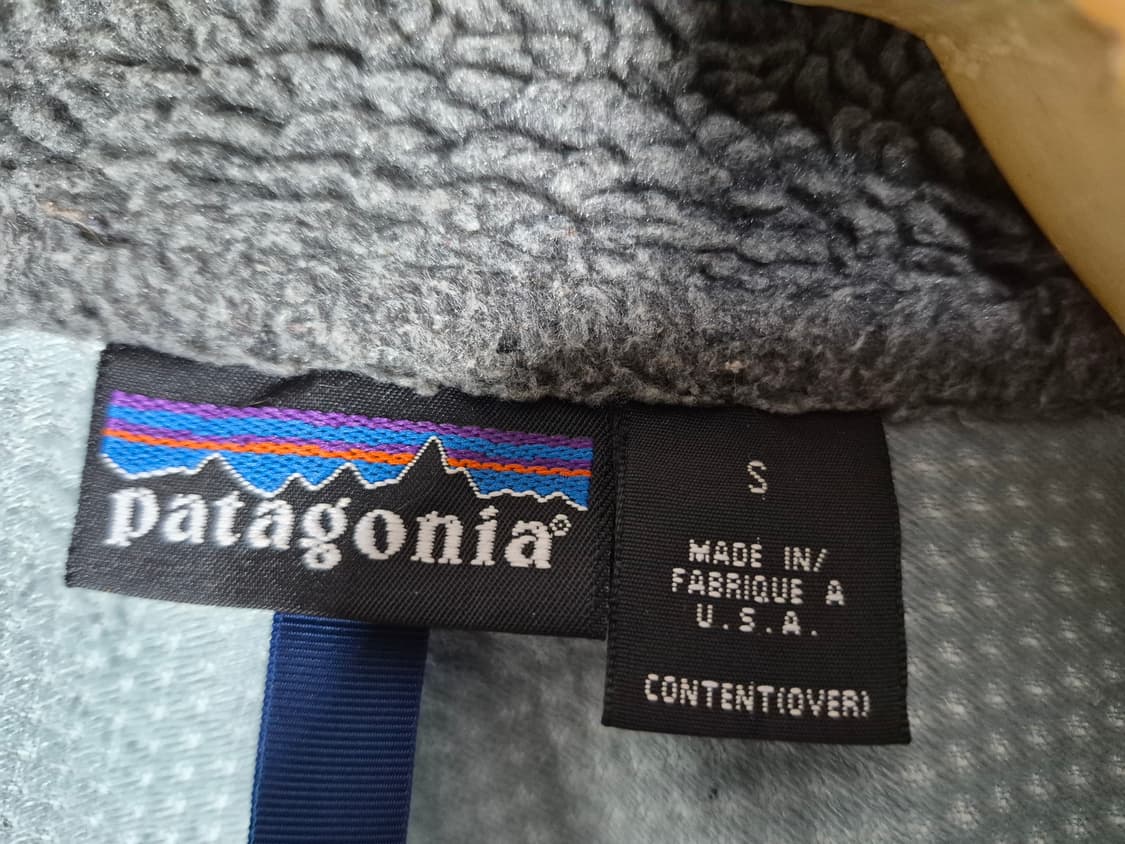 patagonia®
S
MADE IN/
FABRIQUE A
U.S.A.
CONTENT(OVER)